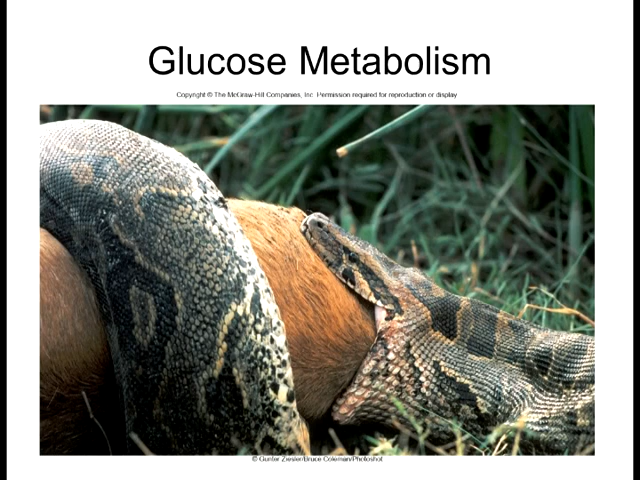 Glucose Metabolism
Copyright © The McGraw-Hill Companies, Inc. Permission required for reproduction or display
© Gunter Ziesler/Bruce Coleman/Photoshot